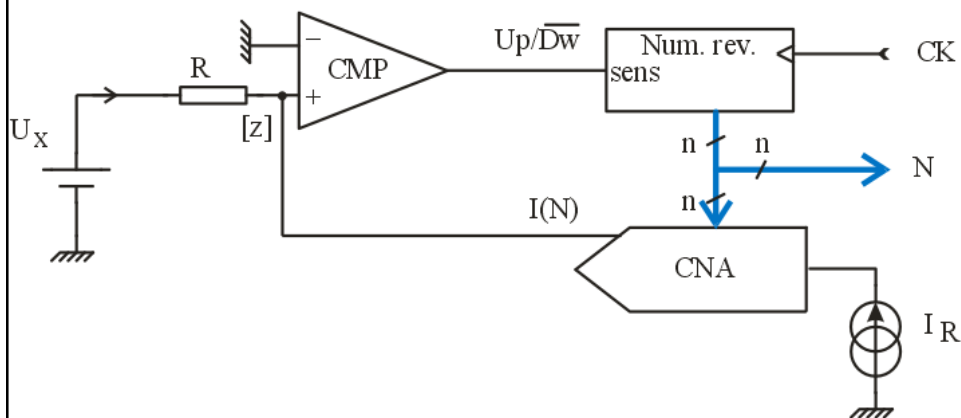 Up/Dw
Num. rev.
sens
CK
CMP
−
+
R
[z]
U X
n
n
N
n
I(N)
CNA
I R